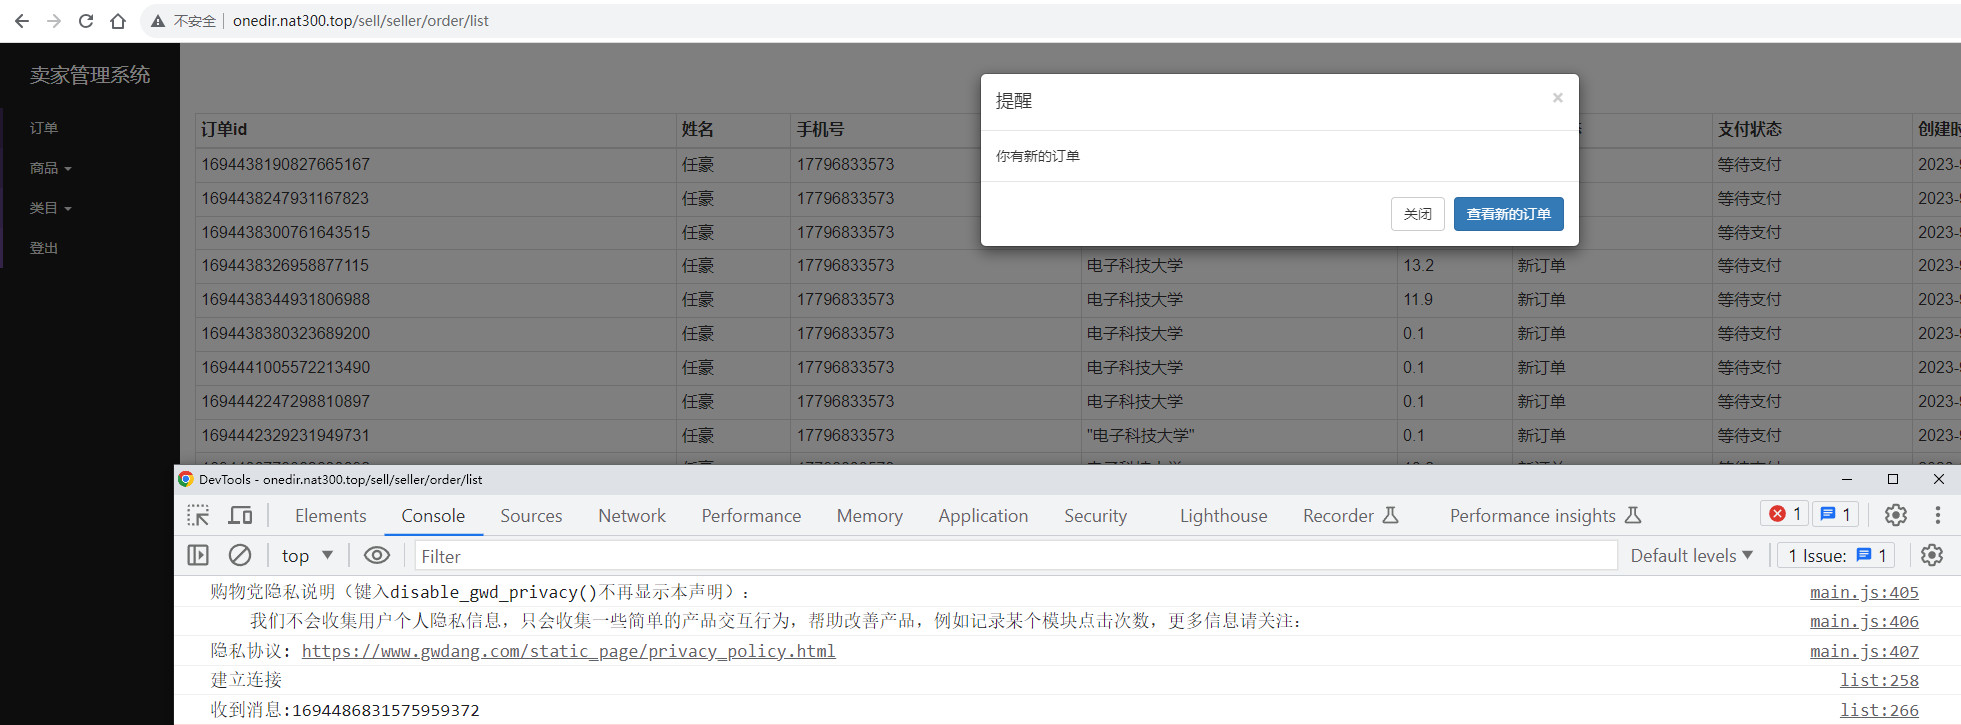 不安全 onedir.nat300.top/sell/seller/order/list
卖家管理系统
订单
商品
类目
登出
提醒 ×
你有新的订单
关闭 查看新的订单
订单id 姓名 手机号 支付状态
1694438190827665167 任豪 17796833573 等待支付 2023-
1694438247931167823 任豪 17796833573 等待支付 2023-
1694438300761643515 任豪 17796833573 等待支付 2023-
1694438326958877115 任豪 17796833573 电子科技大学 13.2 新订单 等待支付 2023-
1694438344931806988 任豪 17796833573 电子科技大学 11.9 新订单 等待支付 2023-
1694438380323689200 任豪 17796833573 电子科技大学 0.1 新订单 等待支付 2023-
1694441005572213490 任豪 17796833573 电子科技大学 0.1 新订单 等待支付 2023-
1694442247298810897 任豪 17796833573 电子科技大学 0.1 新订单 等待支付 2023-
1694442329231949731 任豪 17796833573 "电子科技大学" 0.1 新订单 等待支付 2023-
DevTools - onedir.nat300.top/sell/seller/order/list
Elements Console Sources Network Performance Memory Application Security Lighthouse Recorder Performance insights 1 1
top Filter Default levels 1 Issue: 1
购物党隐私说明（键入disable_gwd_privacy()不再显示本声明）： main.js:405
我们不会收集用户个人隐私信息，只会收集一些简单的产品交互行为，帮助改善产品，例如记录某个模块点击次数，更多信息请关注： main.js:406
隐私协议: https://www.gwdang.com/static_page/privacy_policy.html main.js:407
建立连接 list:258
收到消息:1694486831575959372 list:266